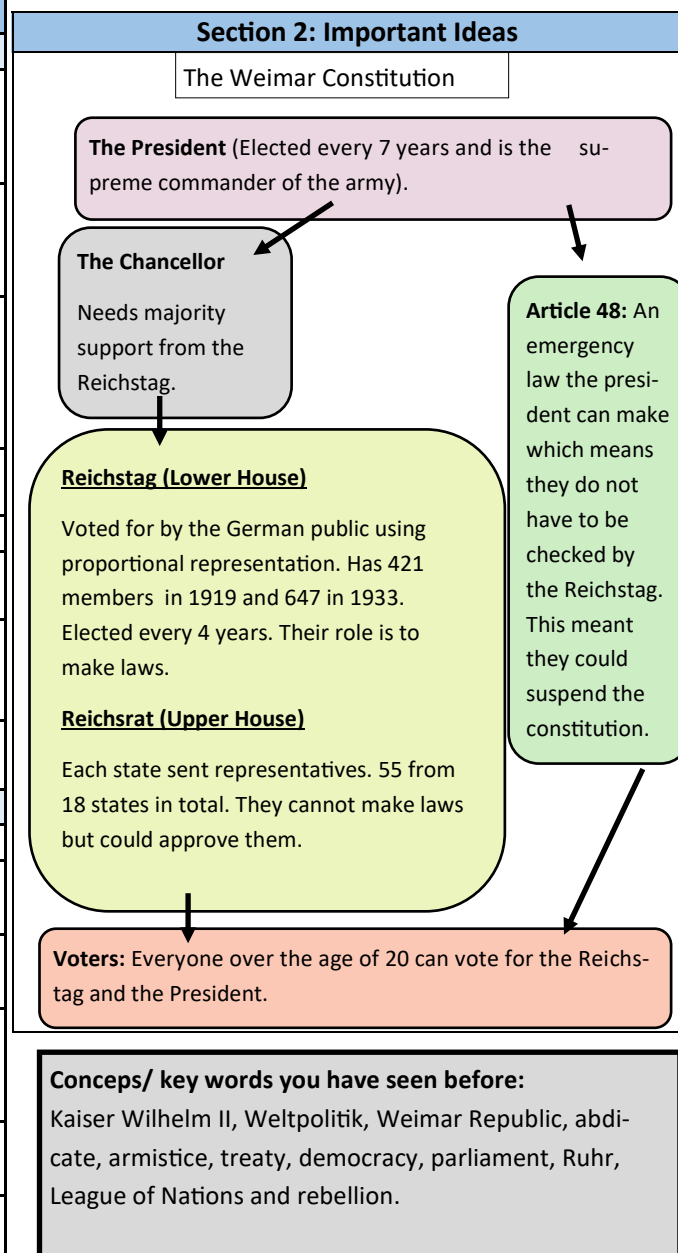 Section 2: Important Ideas
The Weimar Constitution
The President (Elected every 7 years and is the su-
preme commander of the army).
The Chancellor
Needs majority
support from the
Reichstag.
Article 48: An
emergency
law the presi-
dent can make
which means
they do not
have to be
checked by
the Reichstag.
This meant
they could
suspend the
constitution.
Reichstag (Lower House)
Voted for by the German public using
proportional representation. Has 421
members in 1919 and 647 in 1933.
Elected every 4 years. Their role is to
make laws.
Reichsrat (Upper House)
Each state sent representatives. 55 from
18 states in total. They cannot make laws
but could approve them.
Voters: Everyone over the age of 20 can vote for the Reichs-
tag and the President.
Conceps/ key words you have seen before:
Kaiser Wilhelm II, Weltpolitik, Weimar Republic, abdi-
cate, armistice, treaty, democracy, parliament, Ruhr,
League of Nations and rebellion.